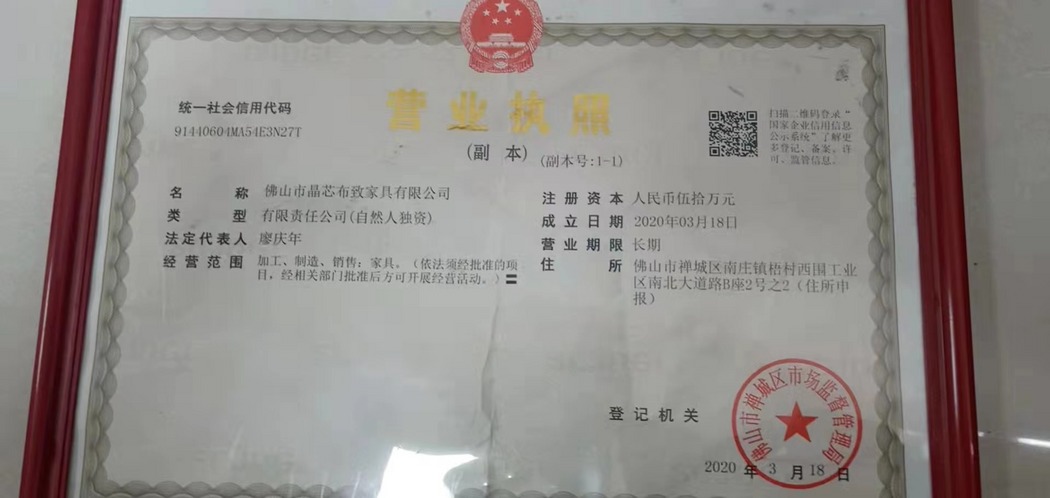 统一社会信用代码
91440604MA54E3N27T
营业执照
(副 本) (副本号:1-1)
扫描二维码登录“
国家企业信用信息
公示系统”了解更
多登记、备案、许
可、监管信息。
名 称 佛山市晶芯布致家具有限公司
类 型 有限责任公司(自然人独资)
法定代表人 廖庆年
经营范围 加工、制造、销售:家具。(依法须经批准的项
目,经相关部门批准后方可开展经营活动。)〓
注册资本 人民币伍拾万元
成立日期 2020年03月18日
营业期限 长期
住 所 佛山市禅城区南庄镇梧村西围工业
区南北大道路B座2号之2(住所申
报)
登记机关
佛山市禅城区市场监督管理局
2020 年 3 月 18 日